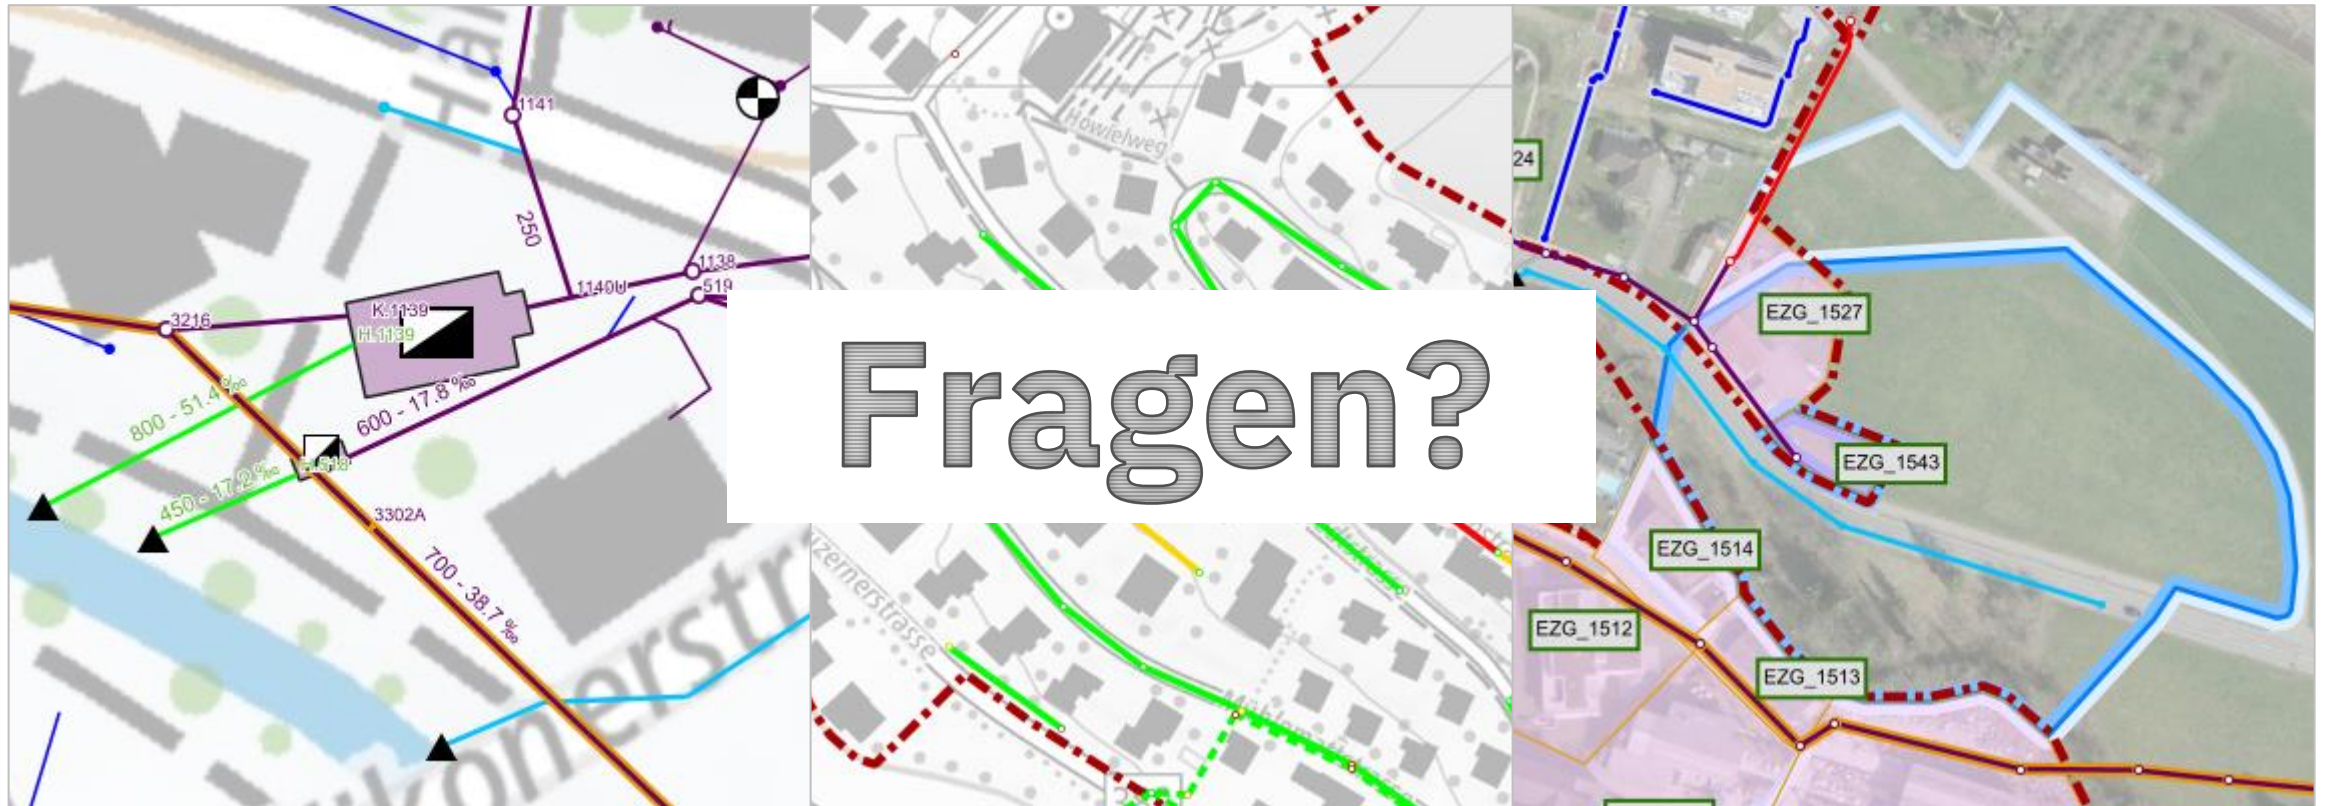 1141
250
1138
1140U
519
3216
K.1139
H.1139
800 - 51.4 ‰
600 - 17.8 ‰
450 - 17.2 ‰
3302A
700 - 38.7 ‰
Howielweg
Fragen?
24
EZG_1527
EZG_1543
EZG_1514
EZG_1512
EZG_1513